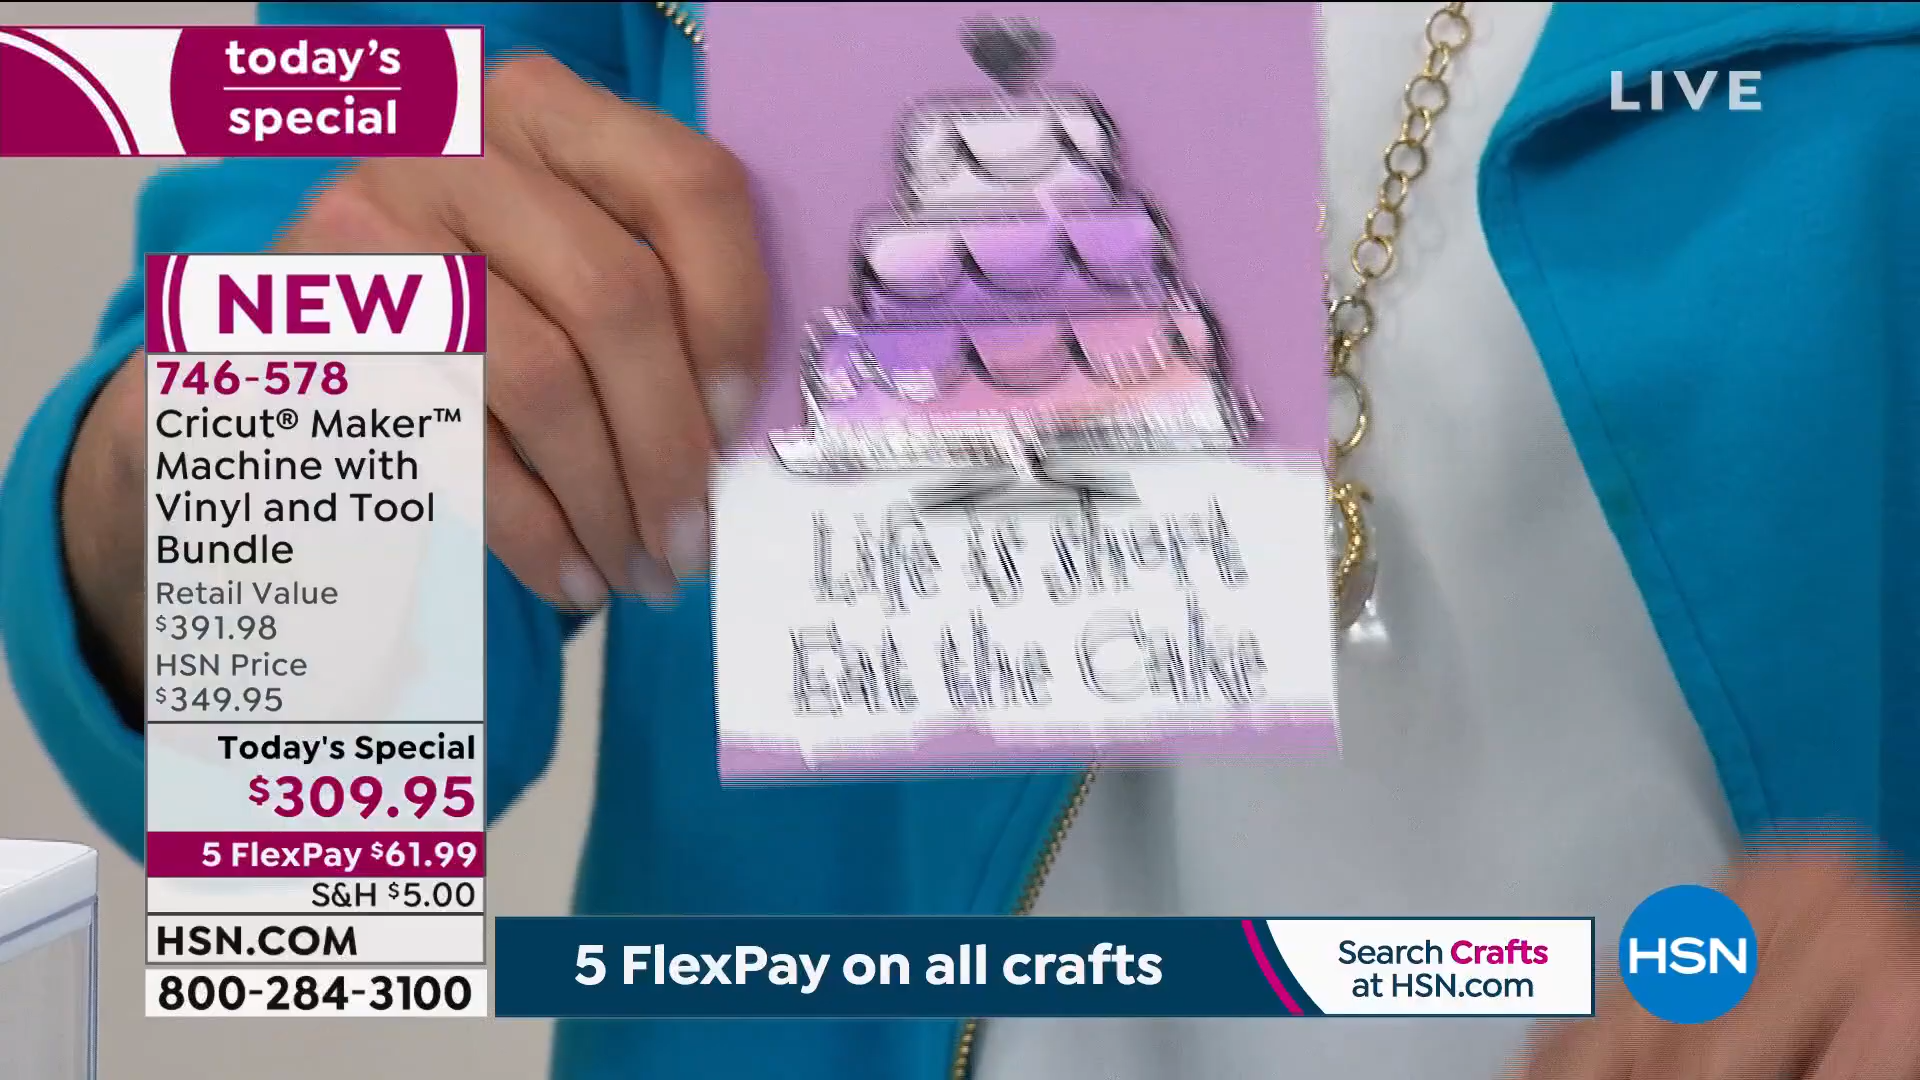 today's
special
LIVE
NEW
746-578
Cricut® Maker™
Machine with
Vinyl and Tool
Bundle
Retail Value
$391.98
HSN Price
$349.95
Today's Special
$309.95
5 FlexPay $61.99
S&H $5.00
HSN.COM
800-284-3100
Life Is Short
Eat the Cake
5 FlexPay on all crafts
Search Crafts
at HSN.com
HSN